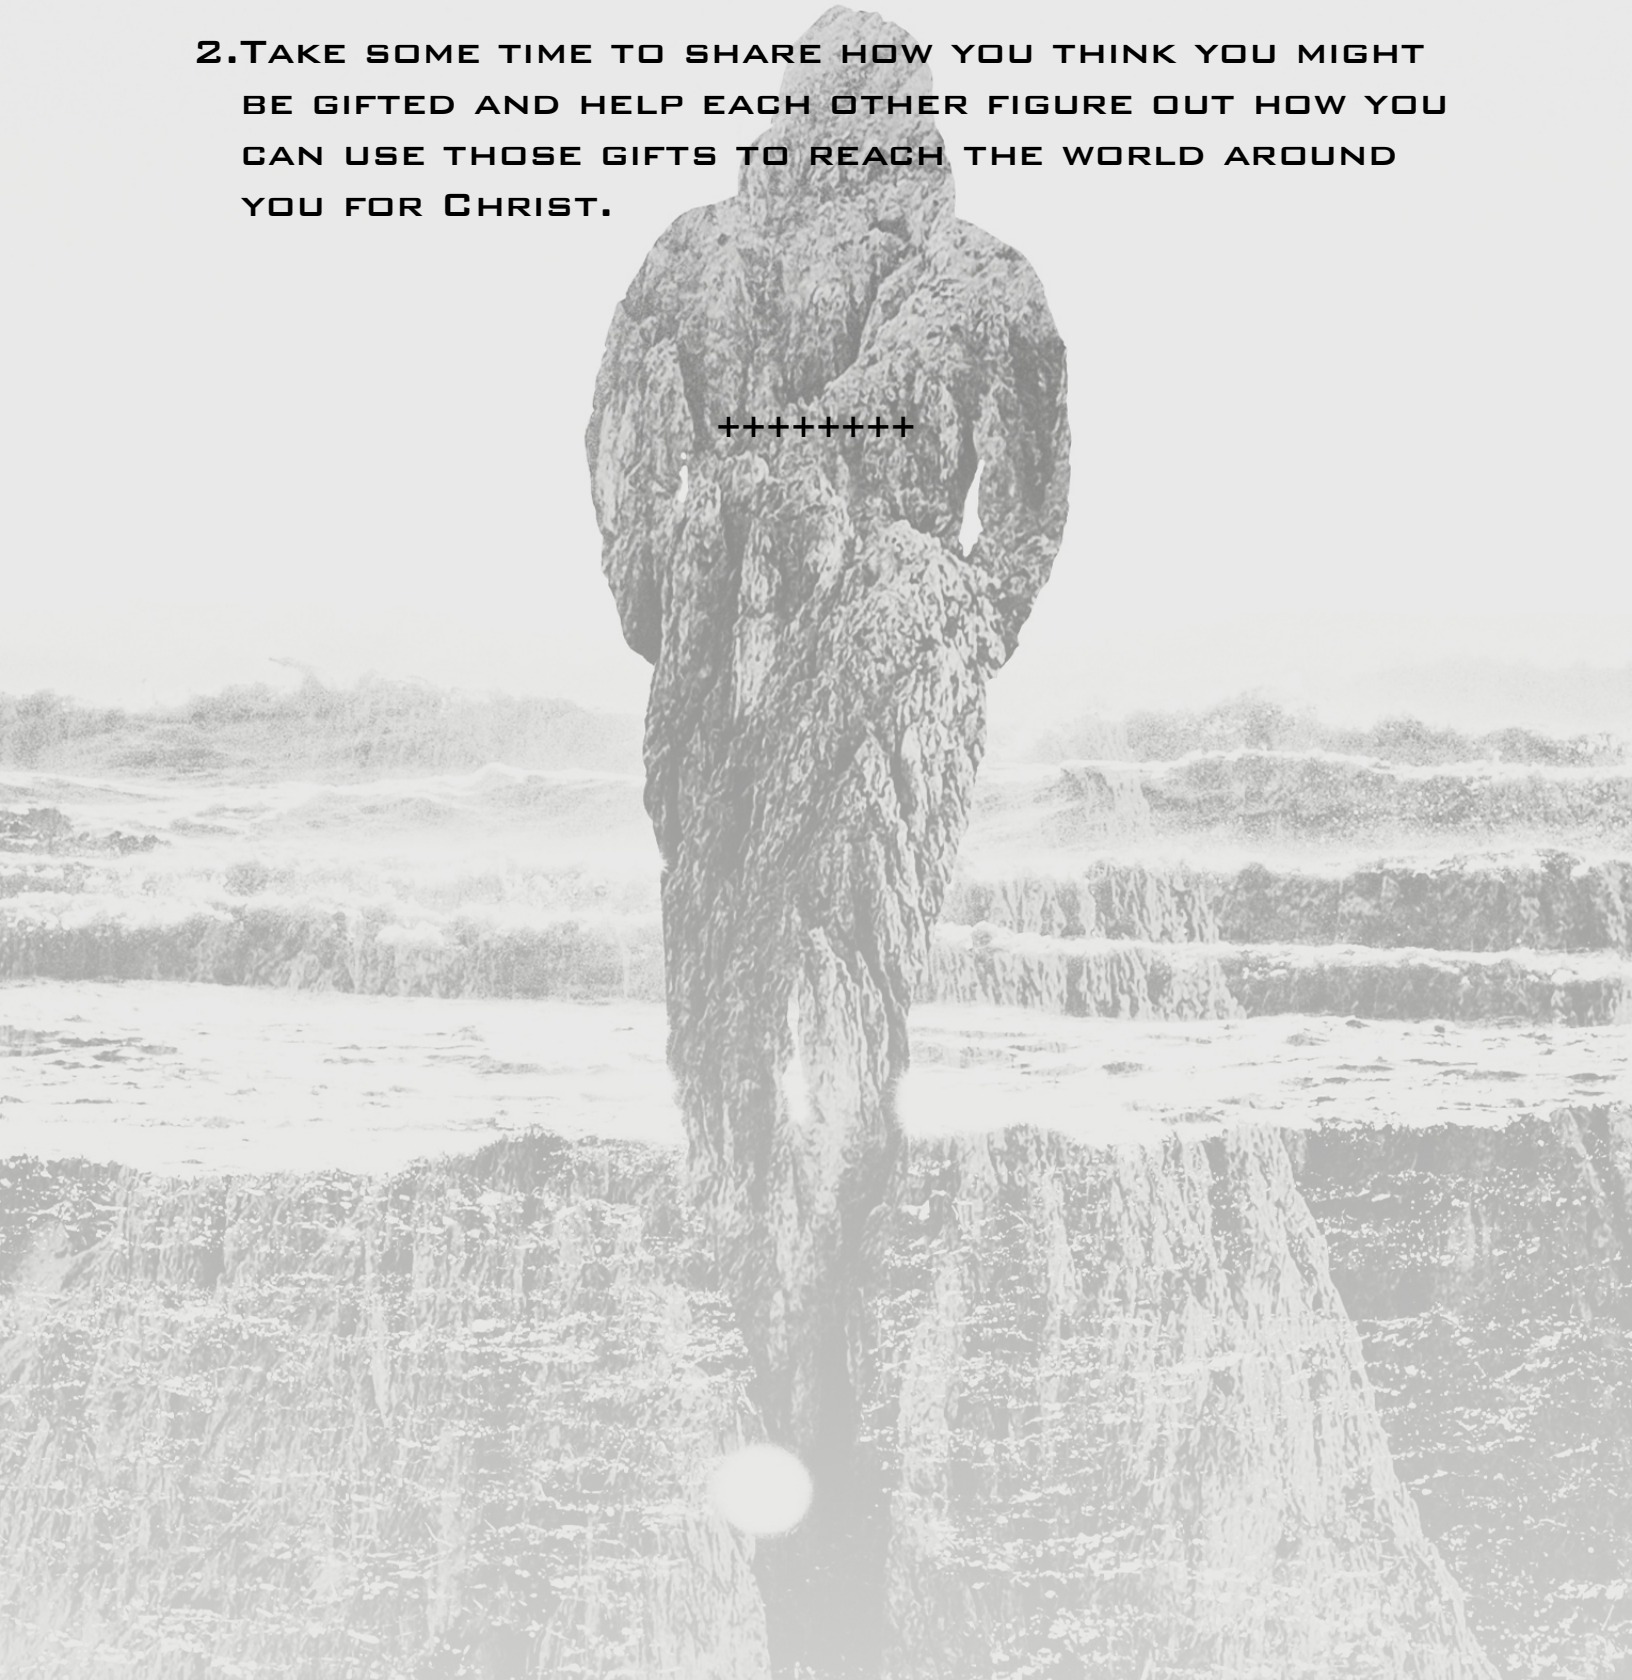 2.Take some time to share how you think you might
be gifted and help each other figure out how you
can use those gifts to reach the world around
you for Christ.
++++++++